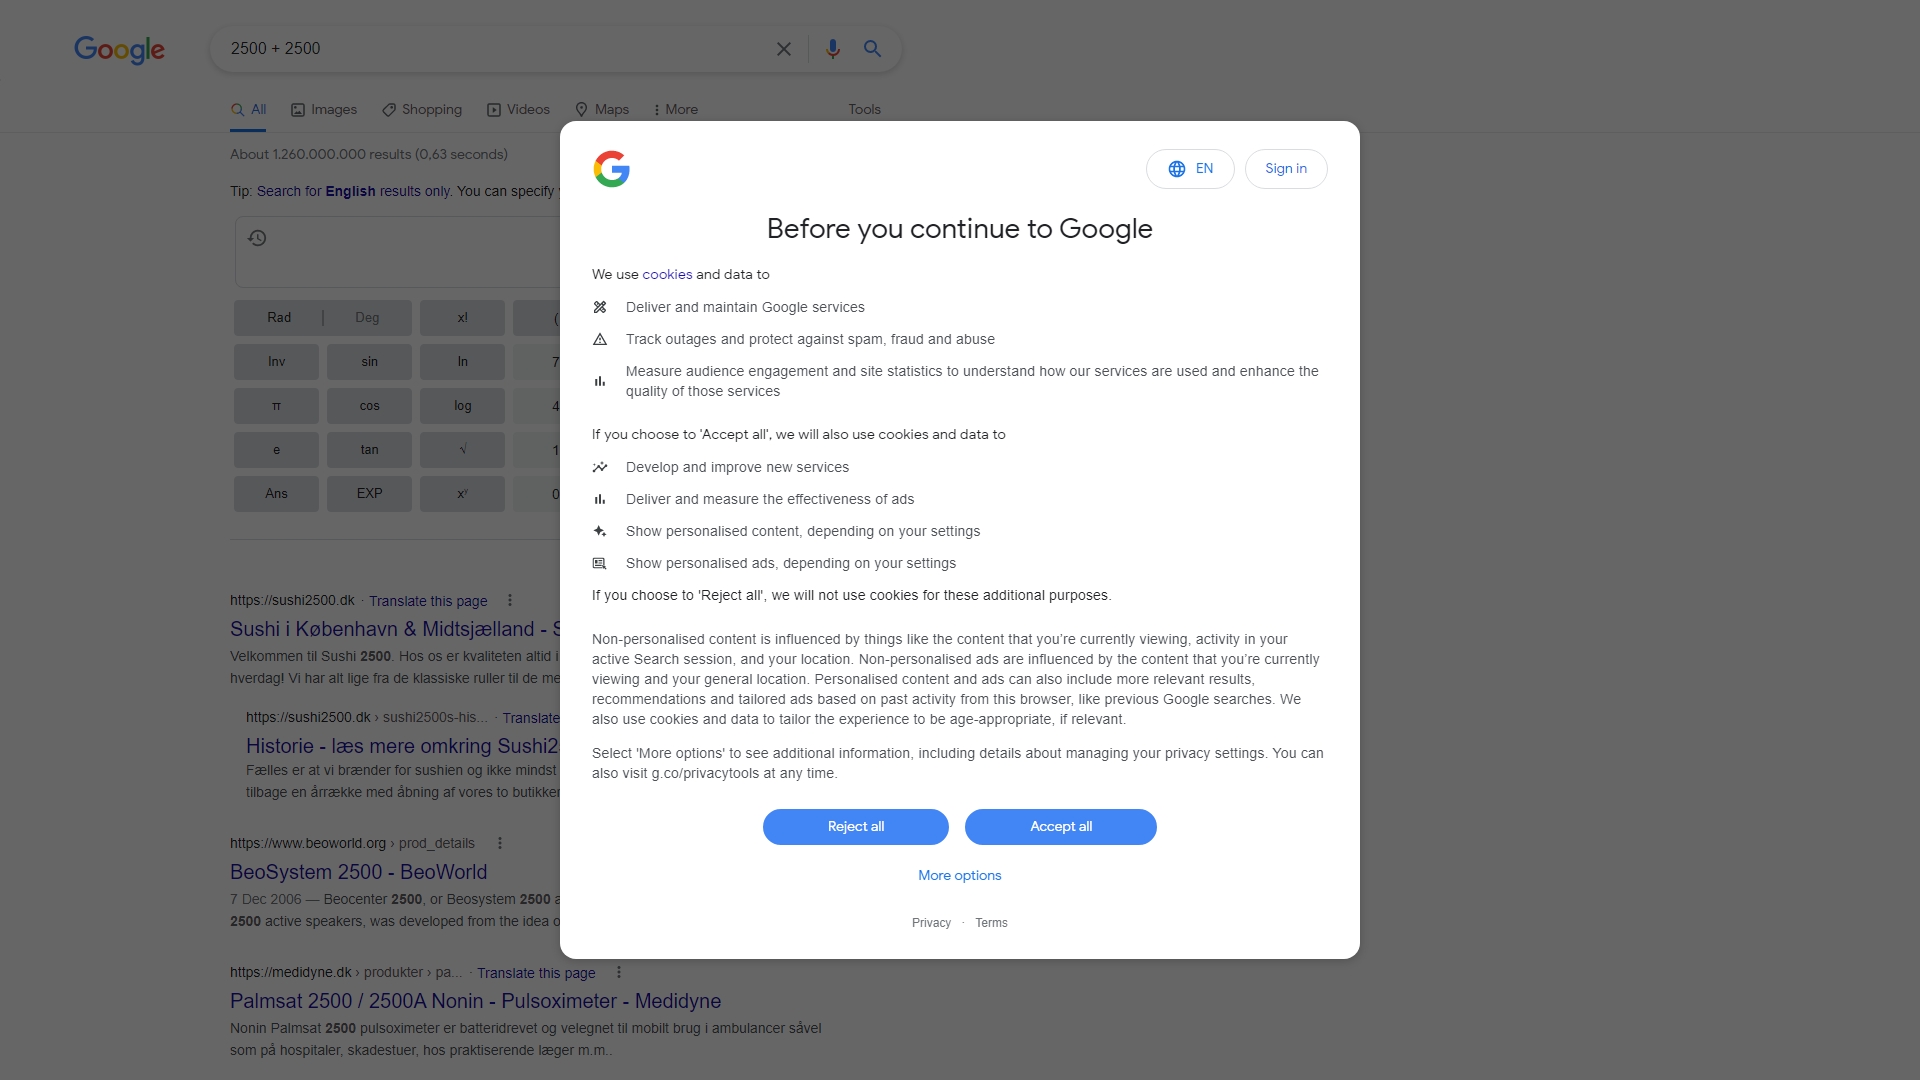 Google
2500 + 2500
All Images Shopping Videos Maps More Tools
About 1.260.000.000 results (0,63 seconds)
Tip: Search for English results only. You can specify
Rad | Deg x! (
Inv sin ln 7
π cos log 4
e tan √ 1
Ans EXP xʸ 0
https://sushi2500.dk · Translate this page
Sushi i København & Midtsjælland - S
Velkommen til Sushi 2500. Hos os er kvaliteten altid i
hverdag! Vi har alt lige fra de klassiske ruller til de me
https://sushi2500.dk › sushi2500s-his... · Translate
Historie - læs mere omkring Sushi2
Fælles er at vi brænder for sushien og ikke mindst
tilbage en årrække med åbning af vores to butikker
https://www.beoworld.org › prod_details
BeoSystem 2500 - BeoWorld
7 Dec 2006 — Beocenter 2500, or Beosystem 2500 a
2500 active speakers, was developed from the idea o
https://medidyne.dk › produkter › pa... · Translate this page
Palmsat 2500 / 2500A Nonin - Pulsoximeter - Medidyne
Nonin Palmsat 2500 pulsoximeter er batteridrevet og velegnet til mobilt brug i ambulancer såvel
som på hospitaler, skadestuer, hos praktiserende læger m.m..
EN Sign in
Before you continue to Google
We use cookies and data to
Deliver and maintain Google services
Track outages and protect against spam, fraud and abuse
Measure audience engagement and site statistics to understand how our services are used and enhance the
quality of those services
If you choose to 'Accept all', we will also use cookies and data to
Develop and improve new services
Deliver and measure the effectiveness of ads
Show personalised content, depending on your settings
Show personalised ads, depending on your settings
If you choose to 'Reject all', we will not use cookies for these additional purposes.
Non-personalised content is influenced by things like the content that you’re currently viewing, activity in your
active Search session, and your location. Non-personalised ads are influenced by the content that you’re currently
viewing and your general location. Personalised content and ads can also include more relevant results,
recommendations and tailored ads based on past activity from this browser, like previous Google searches. We
also use cookies and data to tailor the experience to be age-appropriate, if relevant.
Select 'More options' to see additional information, including details about managing your privacy settings. You can
also visit g.co/privacytools at any time.
Reject all Accept all
More options
Privacy · Terms